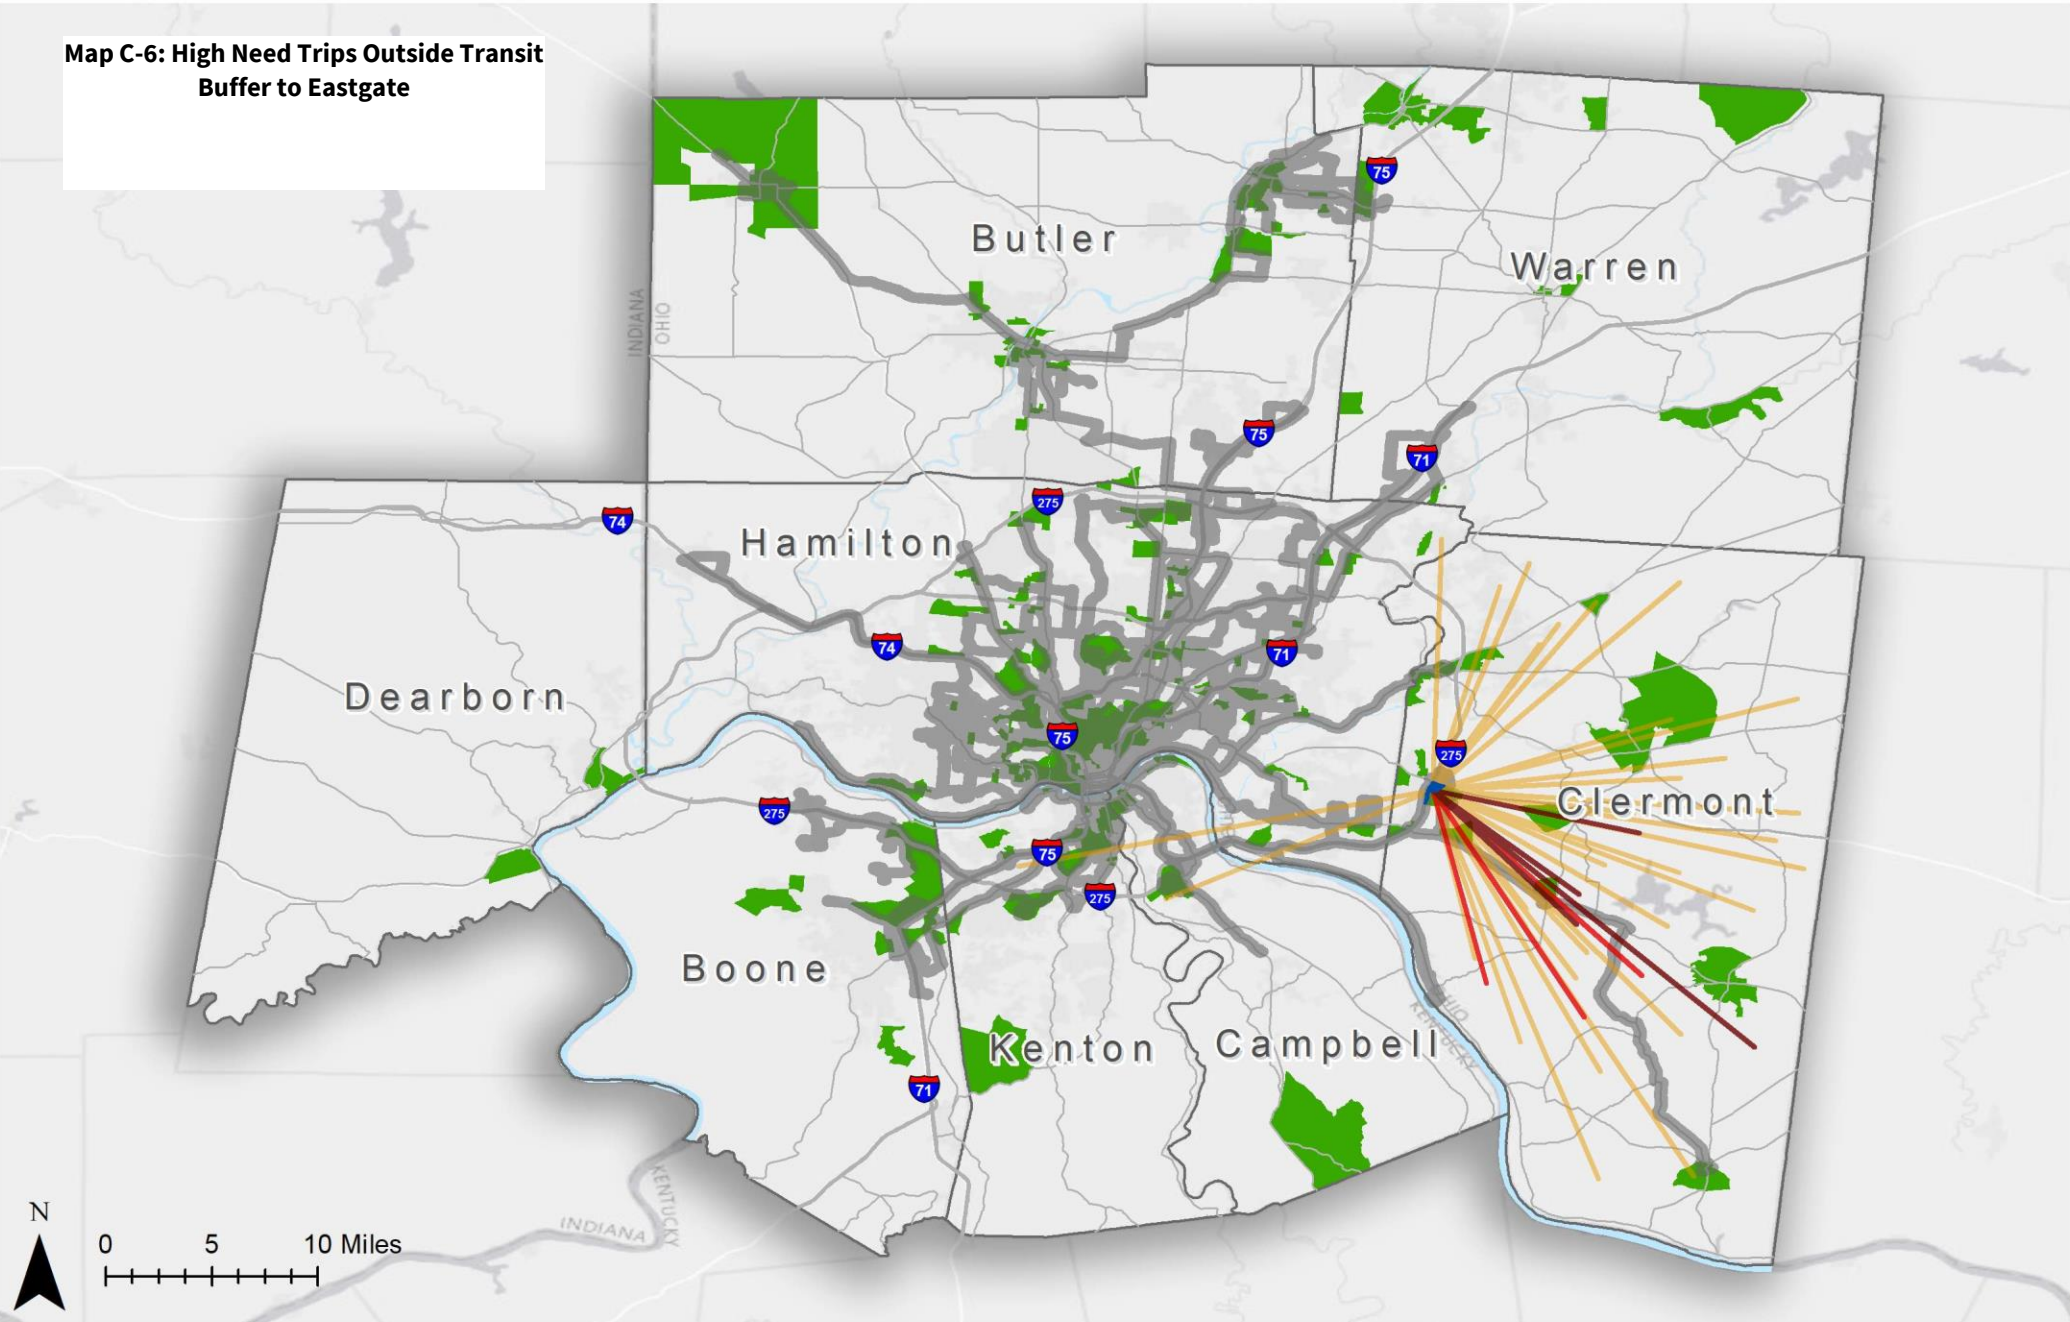 Map C-6: High Need Trips Outside Transit
Buffer to Eastgate
75
Butler
Warren
INDIANA
OHIO
75
71
275
74
Hamilton
74
71
Dearborn
75
275
275
Clermont
75
275
Boone
OHIO
KENTUCKY
Kenton
Campbell
71
KENTUCKY
INDIANA
N
0 5 10 Miles